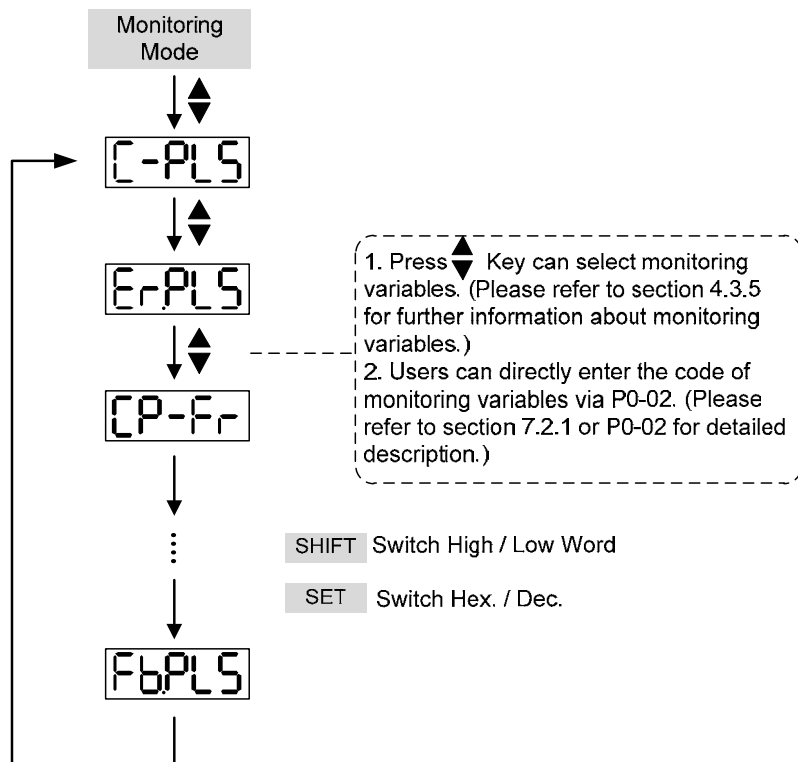 Monitoring
Mode
C-PLS
Er.PLS
1. Press Key can select monitoring
variables. (Please refer to section 4.3.5
for further information about monitoring
variables.)
2. Users can directly enter the code of
monitoring variables via P0-02. (Please
refer to section 7.2.1 or P0-02 for detailed
description.)
CP-Fr
SHIFT Switch High / Low Word
SET Switch Hex. / Dec.
Fb.PLS